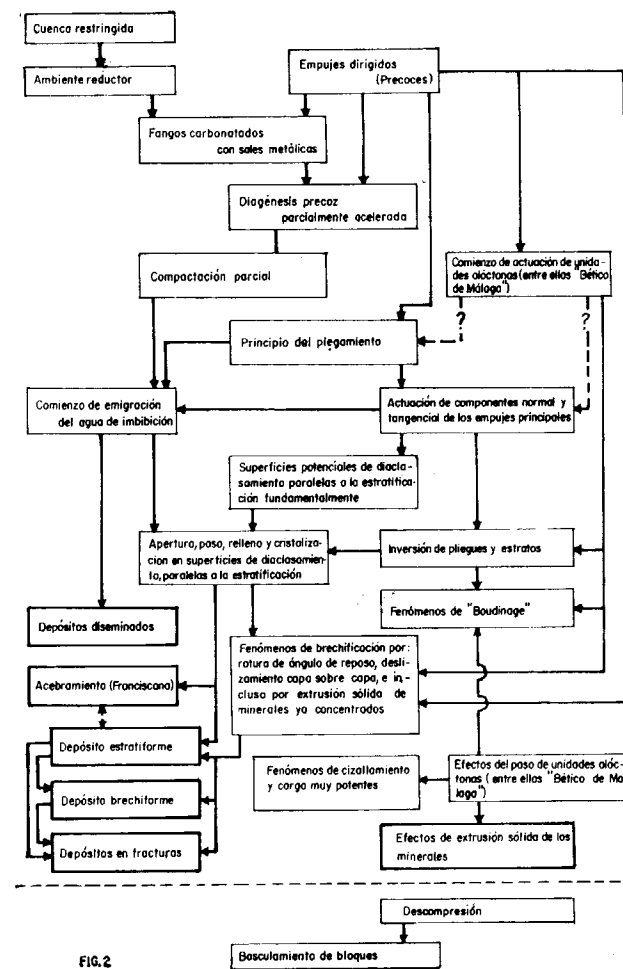 Cuenca restringida
Ambiente reductor
Empujes dirigidos
(Precoces)
Fangos carbonatados
con sales metálicas
Diagénesis precoz
parcialmente acelerada
Compactación parcial
Comienzo de actuación de unida-
des alóctonas (entre ellas "Bético
de Málaga")
?
?
Principio del plegamiento
Comienzo de emigración
del agua de imbibición
Actuación de componentes normal y
tangencial de los empujes principales
Superficies potenciales de diacla-
samiento paralelas a la estratifi-
cación fundamentalmente
Apertura, paso, relleno y cristaliza-
cion en superficies de diaclasamien-
to, paralelas a la estratificación
Inversión de pliegues y estratos
Fenómenos de "Boudinage"
Depósitos diseminados
Fenómenos de brechificación por:
rotura de ángulo de reposo, desli-
zamiento capa sobre capa, e in-
cluso por extrusión sólida de
minerales ya concentrados
Acebramiento (Franciscana)
Depósito estratiforme
Depósito brechiforme
Depósitos en fracturas
Fenómenos de cizallamiento
y carga muy potentes
Efectos del paso de unidades alóc-
tonas (entre ellas "Bético de Má-
laga")
Efectos de extrusión sólida de los
minerales
Descompresión
Basculamiento de bloques
FIG. 2